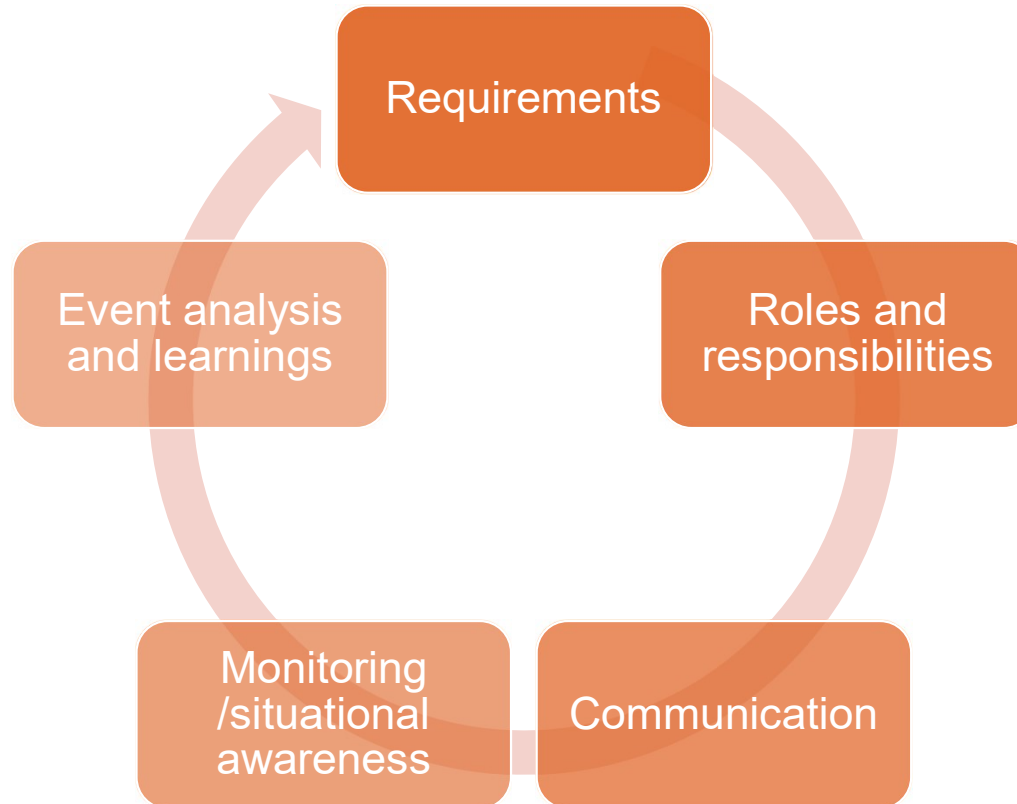 Requirements
Roles and
responsibilities
Communication
Monitoring
/situational
awareness
Event analysis
and learnings